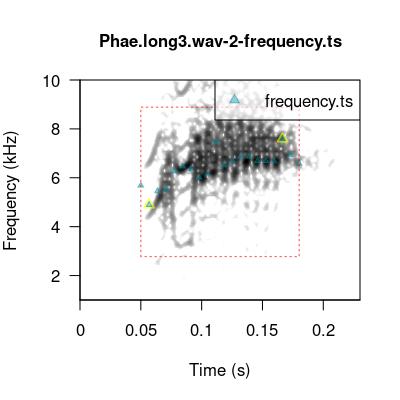 Phae.long3.wav-2-frequency.ts
frequency.ts
Frequency (kHz)
10
8
6
4
2
0
0.05
0.1
0.15
0.2
Time (s)